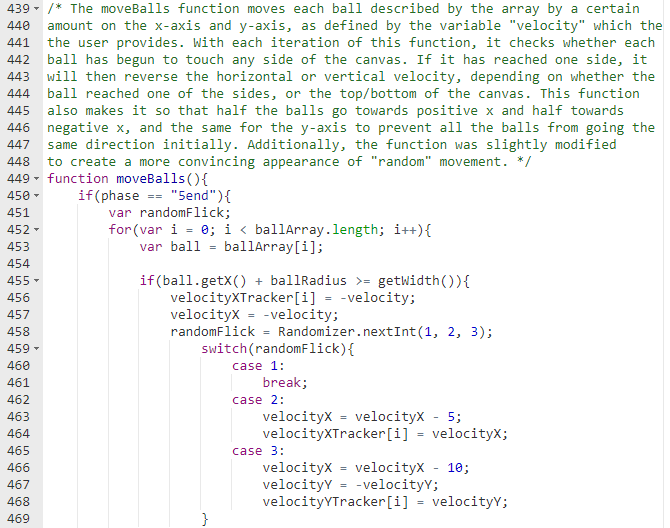 439 /* The moveBalls function moves each ball described by the array by a certain
440 amount on the x-axis and y-axis, as defined by the variable "velocity" which the
441 the user provides. With each iteration of this function, it checks whether each
442 ball has begun to touch any side of the canvas. If it has reached one side, it
443 will then reverse the horizontal or vertical velocity, depending on whether the
444 ball reached one of the sides, or the top/bottom of the canvas. This function
445 also makes it so that half the balls go towards positive x and half towards
446 negative x, and the same for the y-axis to prevent all the balls from going the
447 same direction initially. Additionally, the function was slightly modified
448 to create a more convincing appearance of "random" movement. */
449 function moveBalls(){
450 if(phase == "5end"){
451 var randomFlick;
452 for(var i = 0; i < ballArray.length; i++){
453 var ball = ballArray[i];
454
455 if(ball.getX() + ballRadius >= getWidth()){
456 velocityXTracker[i] = -velocity;
457 velocityX = -velocity;
458 randomFlick = Randomizer.nextInt(1, 2, 3);
459 switch(randomFlick){
460 case 1:
461 break;
462 case 2:
463 velocityX = velocityX - 5;
464 velocityXTracker[i] = velocityX;
465 case 3:
466 velocityX = velocityX - 10;
467 velocityY = -velocityY;
468 velocityYTracker[i] = velocityY;
469 }